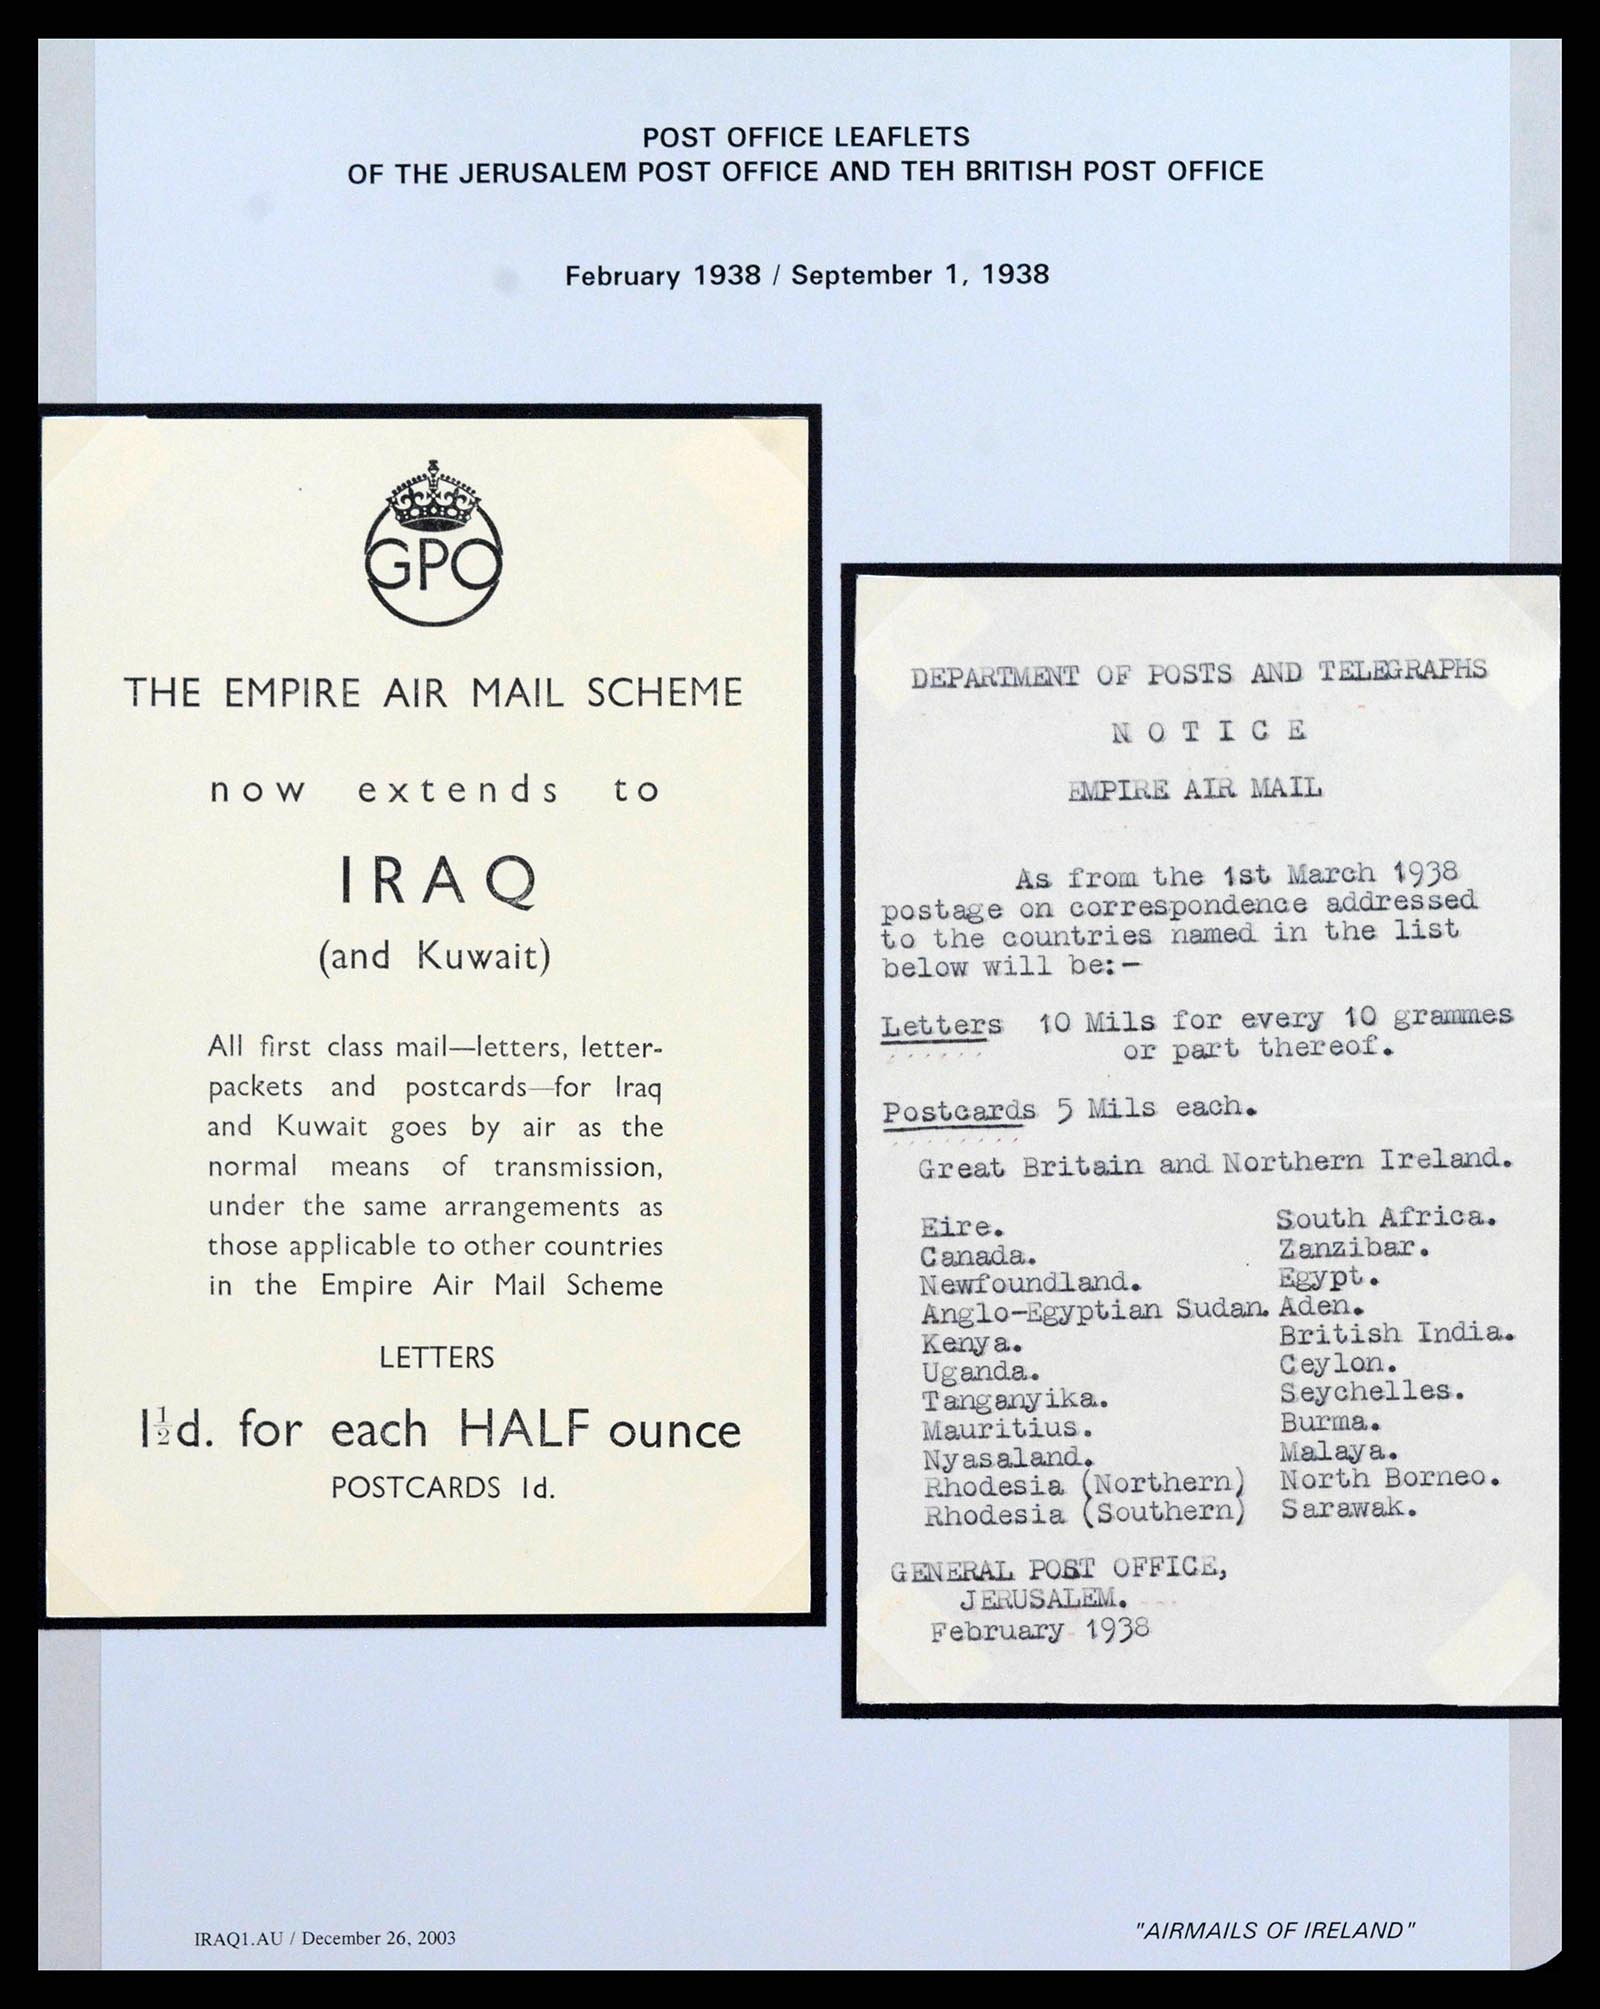 POST OFFICE LEAFLETS
OF THE JERUSALEM POST OFFICE AND TEH BRITISH POST OFFICE
February 1938 / September 1, 1938
GPO
THE EMPIRE AIR MAIL SCHEME
now extends to
IRAQ
(and Kuwait)
All first class mail—letters, letter-
packets and postcards—for Iraq
and Kuwait goes by air as the
normal means of transmission,
under the same arrangements as
those applicable to other countries
in the Empire Air Mail Scheme
LETTERS
1½d. for each HALF ounce
POSTCARDS 1d.
DEPARTMENT OF POSTS AND TELEGRAPHS
N O T I C E
EMPIRE AIR MAIL
As from the 1st March 1938
postage on correspondence addressed
to the countries named in the list
below will be:-
Letters 10 Mils for every 10 grammes
or part thereof.
Postcards 5 Mils each.
Great Britain and Northern Ireland.
Eire. South Africa.
Canada. Zanzibar.
Newfoundland. Egypt.
Anglo-Egyptian Sudan. Aden.
Kenya. British India.
Uganda. Ceylon.
Tanganyika. Seychelles.
Mauritius. Burma.
Nyasaland. Malaya.
Rhodesia (Northern) North Borneo.
Rhodesia (Southern) Sarawak.
GENERAL POST OFFICE,
JERUSALEM.
February 1938
IRAQ1.AU / December 26, 2003
"AIRMAILS OF IRELAND"